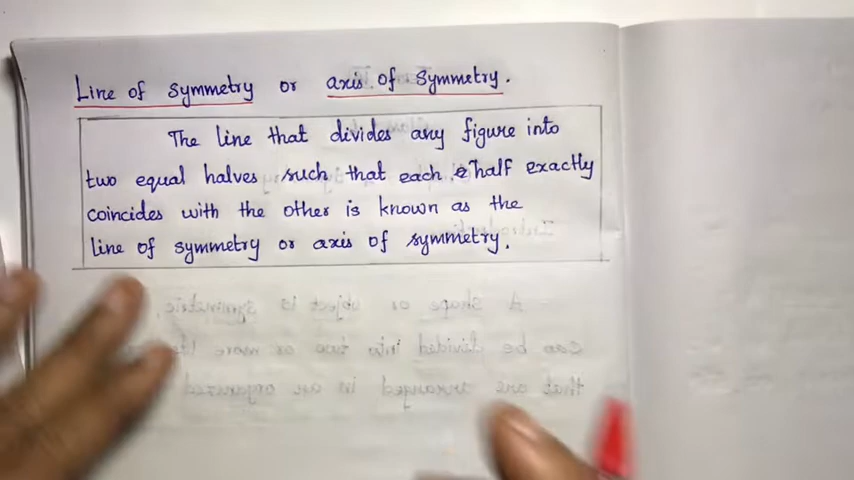 Line of symmetry or axis of symmetry.
The line that divides any figure into
two equal halves such that each half exactly
coincides with the other is known as the
line of symmetry or axis of symmetry.